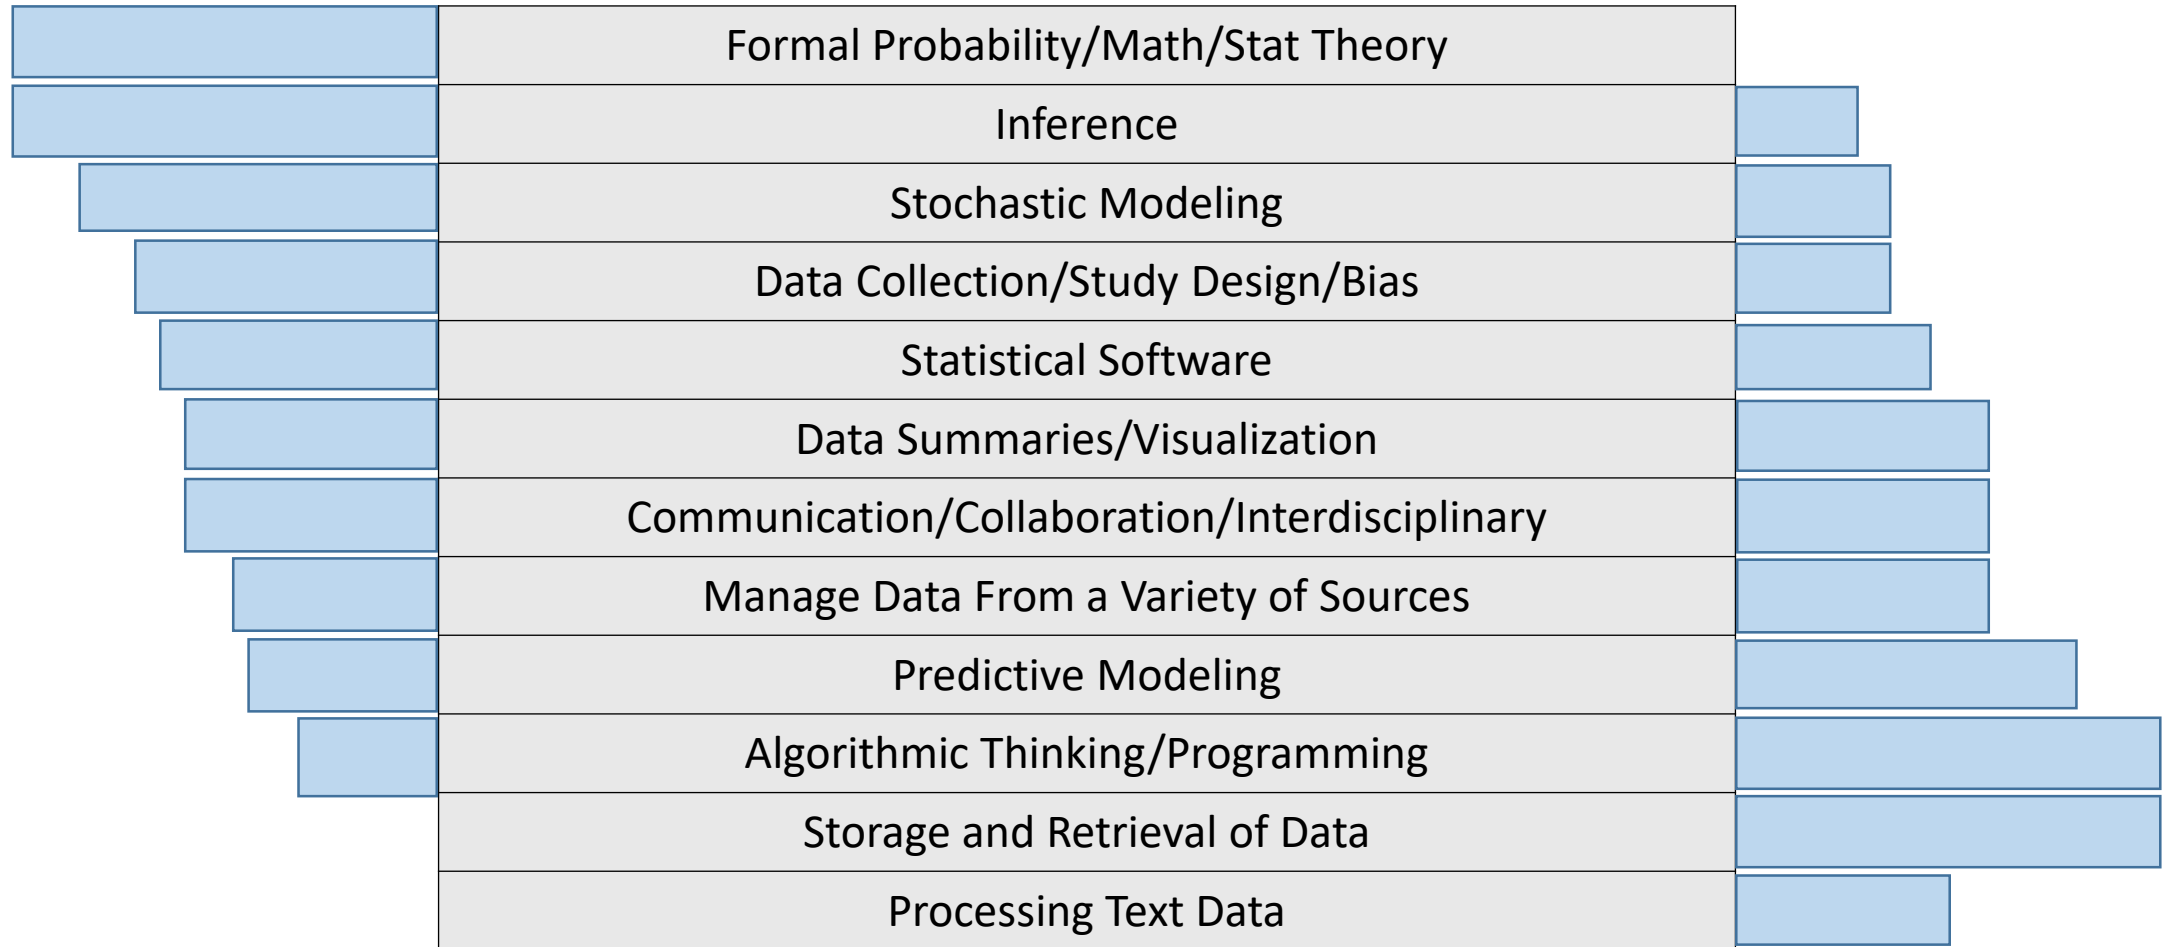 Formal Probability/Math/Stat Theory
Inference
Stochastic Modeling
Data Collection/Study Design/Bias
Statistical Software
Data Summaries/Visualization
Communication/Collaboration/Interdisciplinary
Manage Data From a Variety of Sources
Predictive Modeling
Algorithmic Thinking/Programming
Storage and Retrieval of Data
Processing Text Data